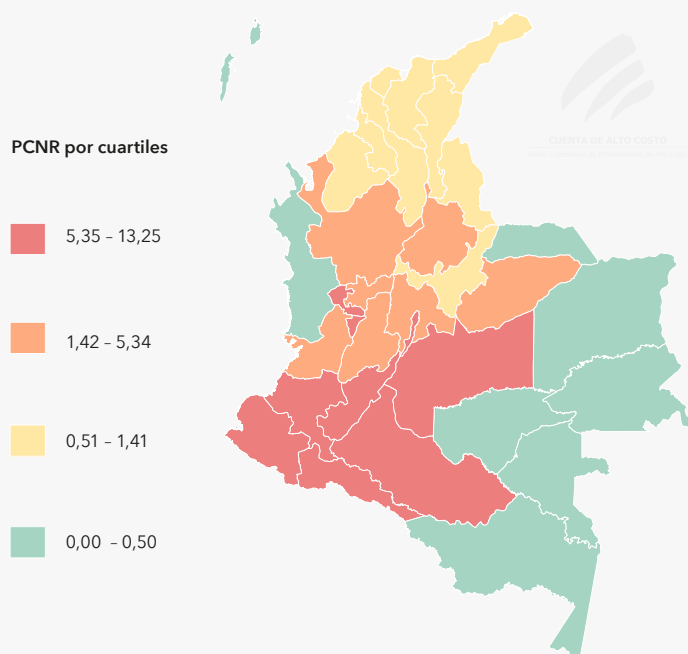 CUENTA DE ALTO COSTO
PCNR por cuartiles
5,35 – 13,25
1,42 – 5,34
0,51 – 1,41
0,00 – 0,50